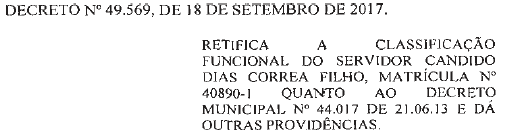 DECRETO Nº 49.569, DE 18 DE SETEMBRO DE 2017.
RETIFICA A CLASSIFICAÇÃO
FUNCIONAL DO SERVIDOR CANDIDO
DIAS CORREA FILHO, MATRÍCULA Nº
40890-1 QUANTO AO DECRETO
MUNICIPAL Nº 44.017 DE 21.06.13 E DÁ
OUTRAS PROVIDÊNCIAS.